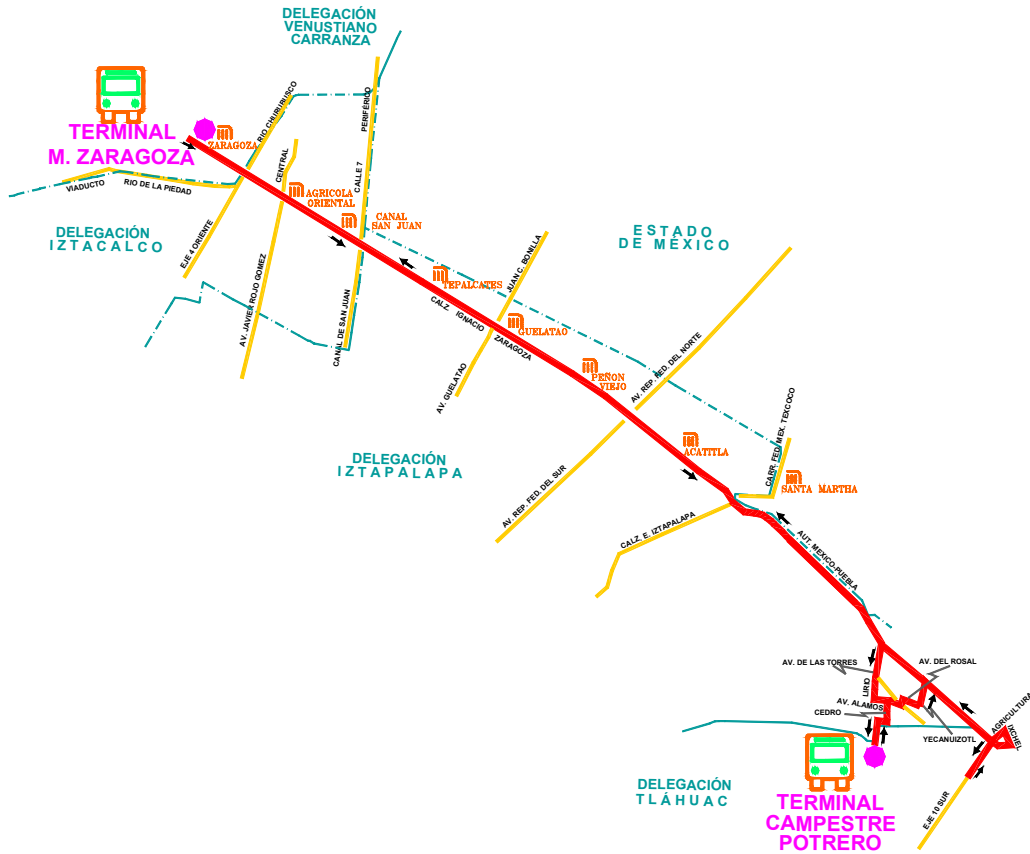 DELEGACIÓN
VENUSTIANO
CARRANZA
TERMINAL
M. ZARAGOZA
ZARAGOZA
RIO CHURUBUSCO
PERIFÉRICO
CALLE 7
CENTRAL
VIADUCTO
RIO DE LA PIEDAD
AGRICOLA
ORIENTAL
CANAL
SAN JUAN
DELEGACIÓN
IZTACALCO
EJE 4 ORIENTE
AV. JAVIER ROJO GOMEZ
CANAL DE SAN JUAN
ESTADO
DE MÉXICO
JUAN C. BONILLA
TEPALCATES
CALZ. IGNACIO ZARAGOZA
GUELATAO
AV. GUELATAO
PEÑON
VIEJO
AV. REP. FED. DEL NORTE
DELEGACIÓN
IZTAPALAPA
ACATITLA
CARR. FED. MEX. TEXCOCO
SANTA MARTHA
AV. REP. FED. DEL SUR
CALZ. E. IZTAPALAPA
AUT. MEXICO-PUEBLA
AV. DE LAS TORRES
AV. DEL ROSAL
LIRIO
AV. ALAMOS
CEDRO
YECAHUIZOTL
AGRICULTURA
IXCHEL
DELEGACIÓN
TLÁHUAC
TERMINAL
CAMPESTRE
POTRERO
EJE 10 SUR